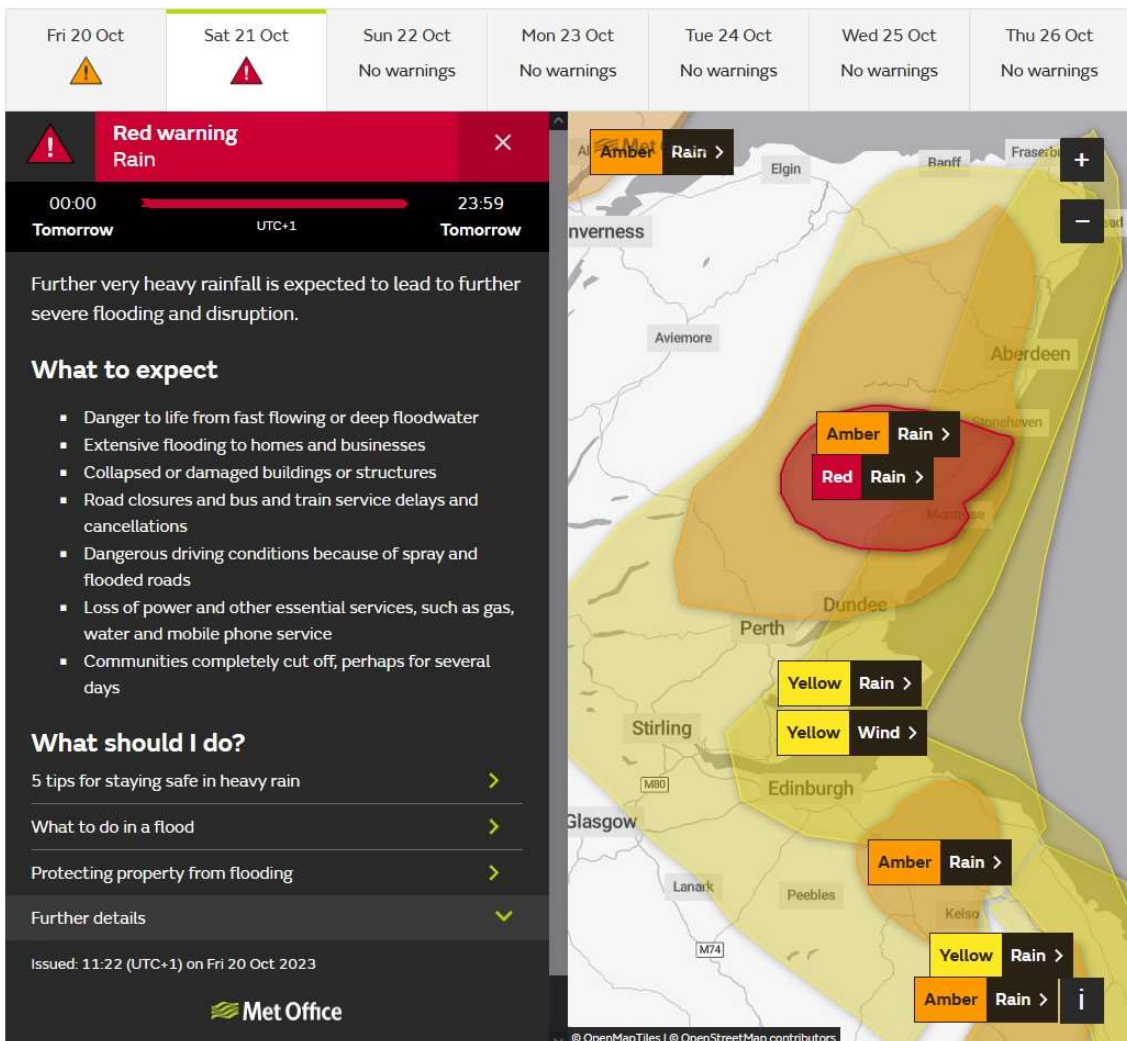 Fri 20 Oct
Sat 21 Oct
Sun 22 Oct
No warnings
Mon 23 Oct
No warnings
Tue 24 Oct
No warnings
Wed 25 Oct
No warnings
Thu 26 Oct
No warnings
Red warning
Rain
00:00
Tomorrow
UTC+1
23:59
Tomorrow
Further very heavy rainfall is expected to lead to further
severe flooding and disruption.
What to expect
▪ Danger to life from fast flowing or deep floodwater
▪ Extensive flooding to homes and businesses
▪ Collapsed or damaged buildings or structures
▪ Road closures and bus and train service delays and
cancellations
▪ Dangerous driving conditions because of spray and
flooded roads
▪ Loss of power and other essential services, such as gas,
water and mobile phone service
▪ Communities completely cut off, perhaps for several
days
What should I do?
5 tips for staying safe in heavy rain
What to do in a flood
Protecting property from flooding
Further details
Issued: 11:22 (UTC+1) on Fri 20 Oct 2023
Met Office
Amber Rain >
Elgin
Banff
+
−
nverness
Aviemore
Aberdeen
Stonehaven
Amber Rain >
Red Rain >
Montrose
Dundee
Perth
Yellow Rain >
Stirling
Yellow Wind >
M80
Edinburgh
Glasgow
Amber Rain >
Lanark
Peebles
Kelso
M74
Yellow Rain >
Amber Rain >
i
© OpenMapTiles | © OpenStreetMap contributors